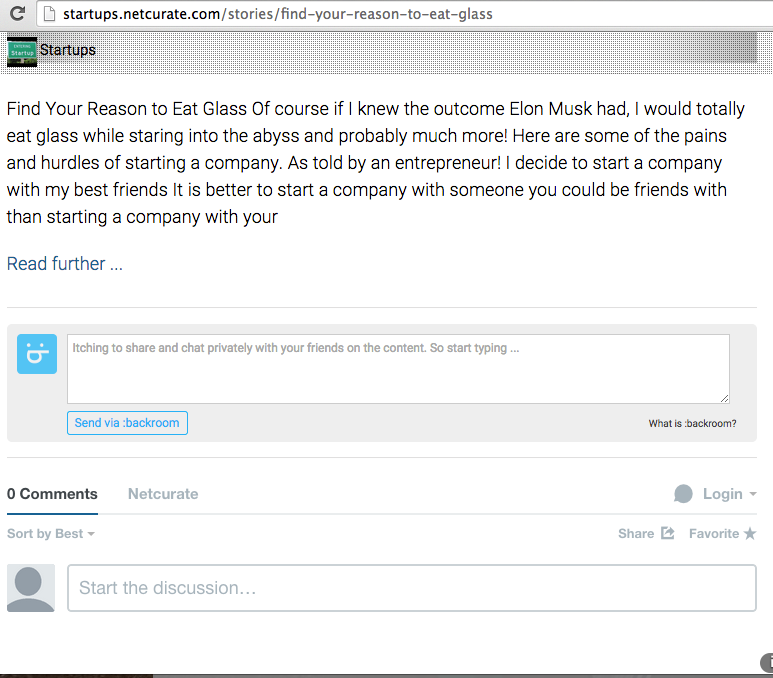 startups.netcurate.com/stories/find-your-reason-to-eat-glass
Startup
Startups
Find Your Reason to Eat Glass Of course if I knew the outcome Elon Musk had, I would totally
eat glass while staring into the abyss and probably much more! Here are some of the pains
and hurdles of starting a company. As told by an entrepreneur! I decide to start a company
with my best friends It is better to start a company with someone you could be friends with
than starting a company with your
Read further ...
Itching to share and chat privately with your friends on the content. So start typing ...
Send via :backroom
What is :backroom?
0 Comments
Netcurate
Login
Sort by Best
Share
Favorite
Start the discussion…